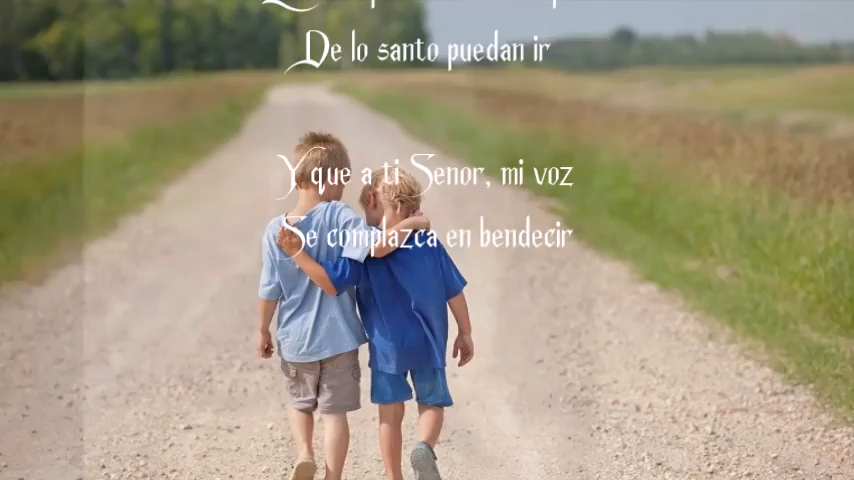 De lo santo puedan ir
Y que a ti Senor, mi voz
Se complazca en bendecir